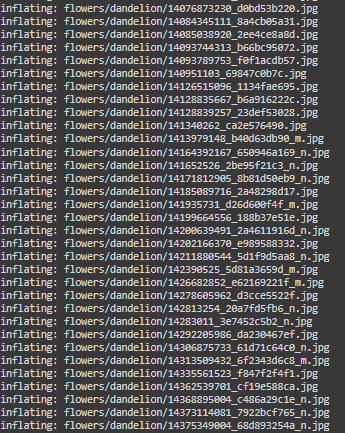 inflating: flowers/dandelion/14076873230_d0bd53b220.jpg
inflating: flowers/dandelion/14084345111_8a4cb05a31.jpg
inflating: flowers/dandelion/14085038920_2ee4ce8a8d.jpg
inflating: flowers/dandelion/14093744313_b66bc95072.jpg
inflating: flowers/dandelion/14093789753_f0f1acdb57.jpg
inflating: flowers/dandelion/140951103_69847c0b7c.jpg
inflating: flowers/dandelion/14126515096_1134fae695.jpg
inflating: flowers/dandelion/14128835667_b6a916222c.jpg
inflating: flowers/dandelion/14128839257_23def53028.jpg
inflating: flowers/dandelion/141340262_ca2e576490.jpg
inflating: flowers/dandelion/1413979148_b40d63db90_m.jpg
inflating: flowers/dandelion/14164392167_650946a169_n.jpg
inflating: flowers/dandelion/141652526_2be95f21c3_n.jpg
inflating: flowers/dandelion/14171812905_8b81d50eb9_n.jpg
inflating: flowers/dandelion/14185089716_2a48298d17.jpg
inflating: flowers/dandelion/141935731_d26d600f4f_m.jpg
inflating: flowers/dandelion/14199664556_188b37e51e.jpg
inflating: flowers/dandelion/14200639491_2a4611916d_n.jpg
inflating: flowers/dandelion/14202166370_e989588332.jpg
inflating: flowers/dandelion/14211880544_5d1f9d5aa8_n.jpg
inflating: flowers/dandelion/142390525_5d81a3659d_m.jpg
inflating: flowers/dandelion/1426682852_e62169221f_m.jpg
inflating: flowers/dandelion/14278605962_d3cce5522f.jpg
inflating: flowers/dandelion/142813254_20a7fd5fb6_n.jpg
inflating: flowers/dandelion/14283011_3e7452c5b2_n.jpg
inflating: flowers/dandelion/14292205986_da230467ef.jpg
inflating: flowers/dandelion/14306875733_61d71c64c0_n.jpg
inflating: flowers/dandelion/14313509432_6f2343d6c8_m.jpg
inflating: flowers/dandelion/14335561523_f847f2f4f1.jpg
inflating: flowers/dandelion/14362539701_cf19e588ca.jpg
inflating: flowers/dandelion/14368895004_c486a29c1e_n.jpg
inflating: flowers/dandelion/14373114081_7922bcf765_n.jpg
inflating: flowers/dandelion/14375349004_68d893254a_n.jpg